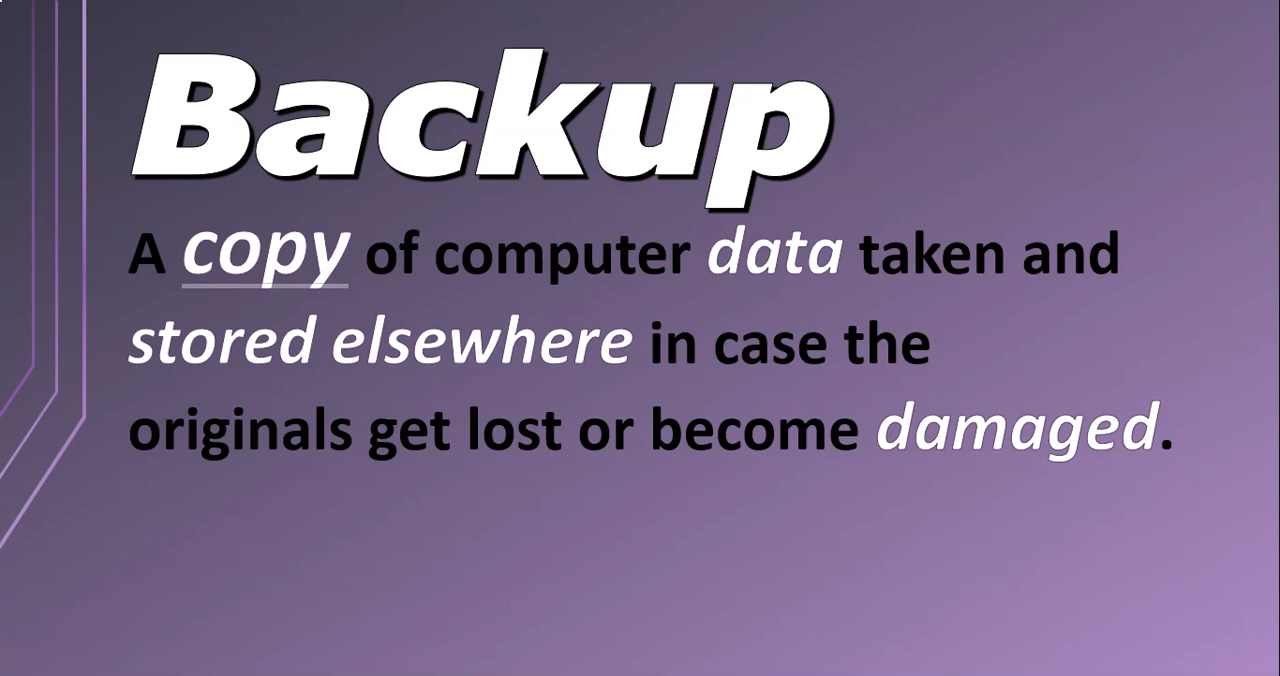 Backup
A copy of computer data taken and
stored elsewhere in case the
originals get lost or become damaged.